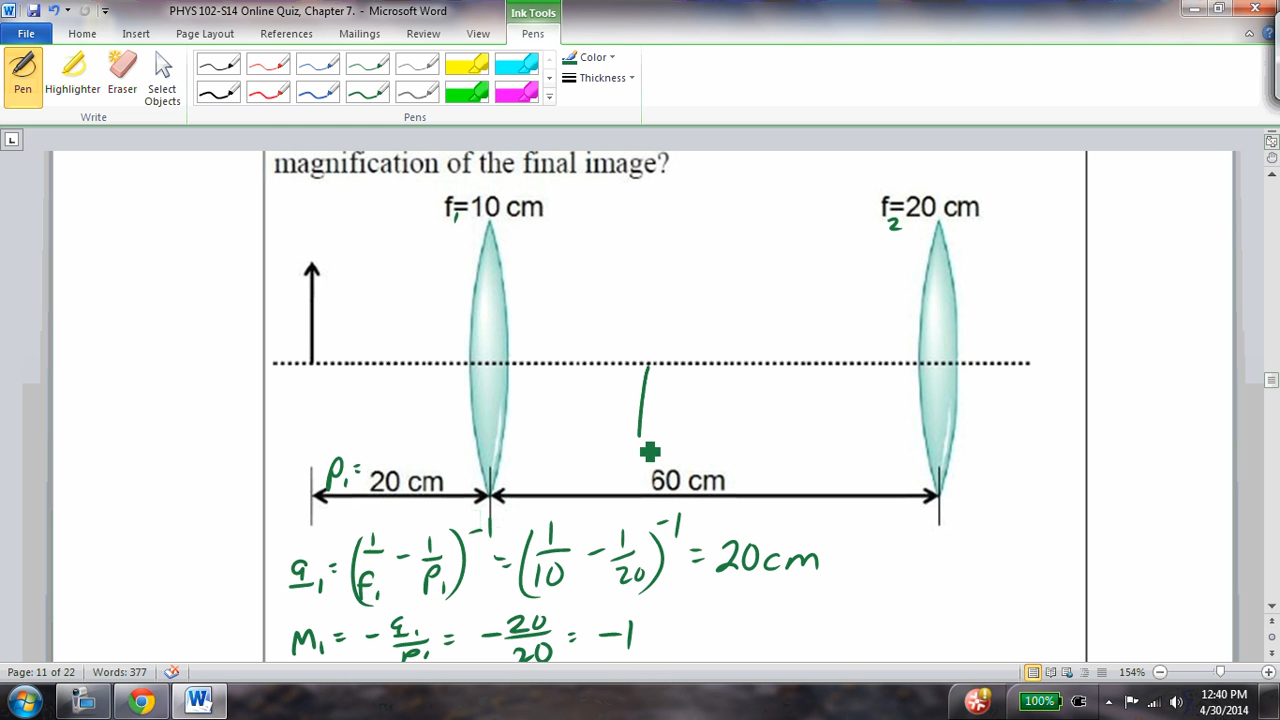 PHYS 102-S14 Online Quiz, Chapter 7. - Microsoft Word
Ink Tools
File Home Insert Page Layout References Mailings Review View Pens
Pen Highlighter Eraser Select Objects
Color
Thickness
Write Pens
magnification of the final image?
f₁=10 cm f₂=20 cm
p₁= 20 cm 60 cm
q₁ = (1/f₁ - 1/p₁)⁻¹ = (1/10 - 1/20)⁻¹ = 20cm
M₁ = - q₁/p₁ = - 20/20 = -1
Page: 11 of 22 Words: 377 154%
100% 12:40 PM
4/30/2014